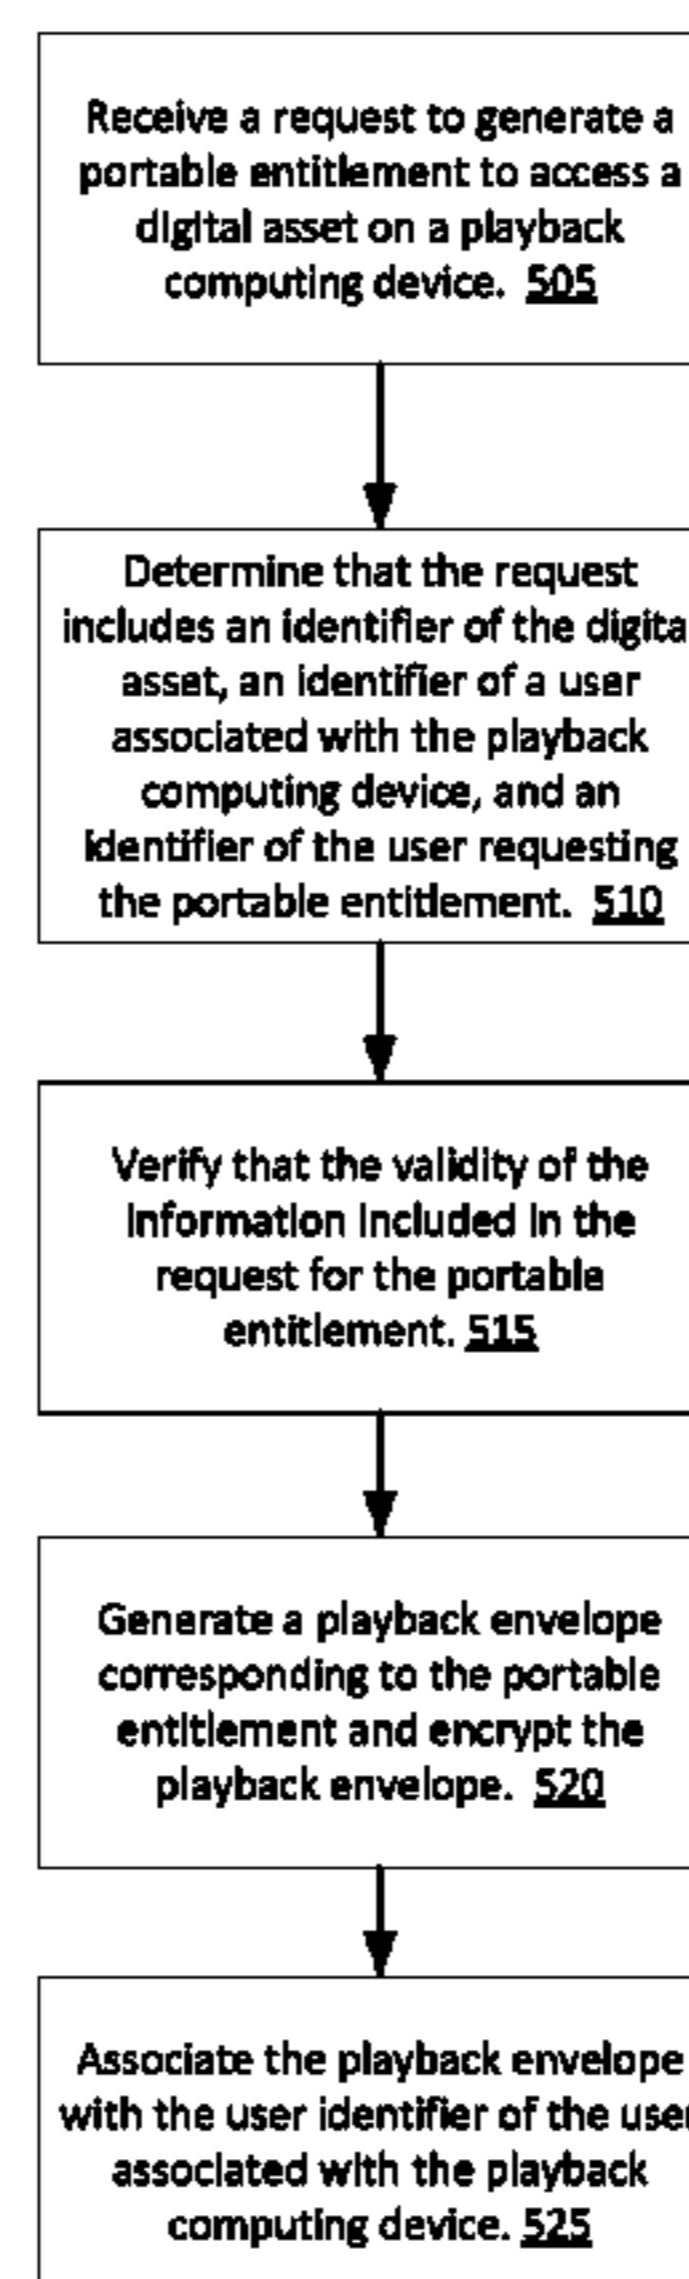 Receive a request to generate a
portable entitlement to access a
digital asset on a playback
computing device. 505
Determine that the request
includes an identifier of the digita
asset, an identifier of a user
associated with the playback
computing device, and an
identifier of the user requesting
the portable entitlement. 510
Verify that the validity of the
information included in the
request for the portable
entitlement. 515
Generate a playback envelope
corresponding to the portable
entitlement and encrypt the
playback envelope. 520
Associate the playback envelope
with the user identifier of the user
associated with the playback
computing device. 525